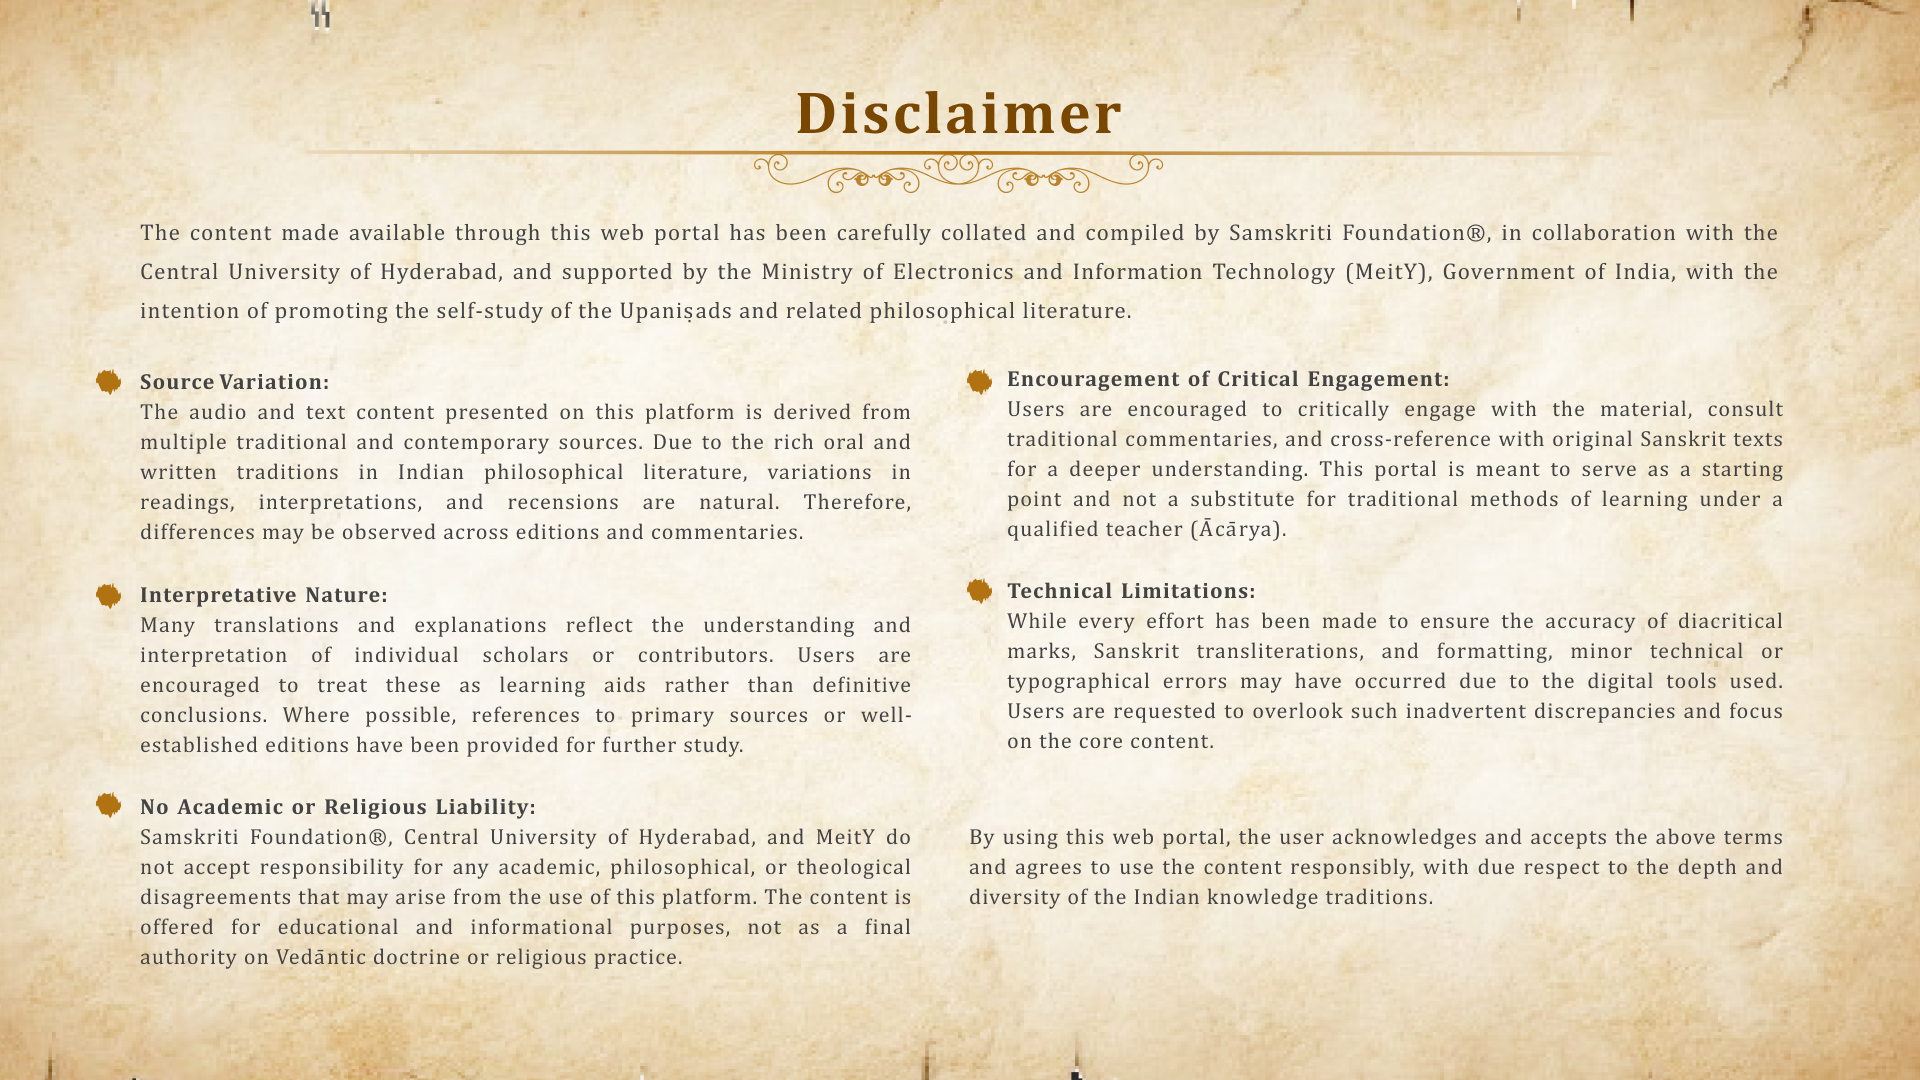 Disclaimer
The content made available through this web portal has been carefully collated and compiled by Samskriti Foundation®, in collaboration with the
Central University of Hyderabad, and supported by the Ministry of Electronics and Information Technology (MeitY), Government of India, with the
intention of promoting the self-study of the Upaniṣads and related philosophical literature.
Source Variation:
The audio and text content presented on this platform is derived from
multiple traditional and contemporary sources. Due to the rich oral and
written traditions in Indian philosophical literature, variations in
readings, interpretations, and recensions are natural. Therefore,
differences may be observed across editions and commentaries.
Interpretative Nature:
Many translations and explanations reflect the understanding and
interpretation of individual scholars or contributors. Users are
encouraged to treat these as learning aids rather than definitive
conclusions. Where possible, references to primary sources or well-
established editions have been provided for further study.
No Academic or Religious Liability:
Samskriti Foundation®, Central University of Hyderabad, and MeitY do
not accept responsibility for any academic, philosophical, or theological
disagreements that may arise from the use of this platform. The content is
offered for educational and informational purposes, not as a final
authority on Vedāntic doctrine or religious practice.
Encouragement of Critical Engagement:
Users are encouraged to critically engage with the material, consult
traditional commentaries, and cross-reference with original Sanskrit texts
for a deeper understanding. This portal is meant to serve as a starting
point and not a substitute for traditional methods of learning under a
qualified teacher (Ācārya).
Technical Limitations:
While every effort has been made to ensure the accuracy of diacritical
marks, Sanskrit transliterations, and formatting, minor technical or
typographical errors may have occurred due to the digital tools used.
Users are requested to overlook such inadvertent discrepancies and focus
on the core content.
By using this web portal, the user acknowledges and accepts the above terms
and agrees to use the content responsibly, with due respect to the depth and
diversity of the Indian knowledge traditions.